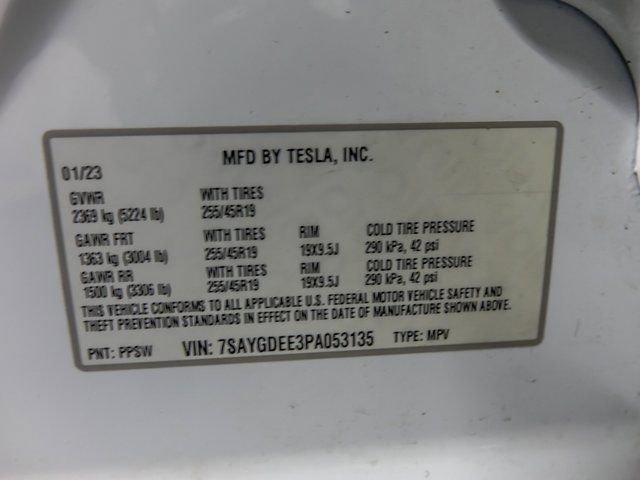 MFD BY TESLA, INC.
01/23
GVWR WITH TIRES
2369 kg (5224 lb) 255/45R19
GAWR FRT WITH TIRES RIM COLD TIRE PRESSURE
1363 kg (3004 lb) 255/45R19 19X9.5J 290 kPa, 42 psi
GAWR RR WITH TIRES RIM COLD TIRE PRESSURE
1500 kg (3306 lb) 255/45R19 19X9.5J 290 kPa, 42 psi
THIS VEHICLE CONFORMS TO ALL APPLICABLE U.S. FEDERAL MOTOR VEHICLE SAFETY AND
THEFT PREVENTION STANDARDS IN EFFECT ON THE DATE OF MANUFACTURE SHOWN ABOVE.
PNT: PPSW VIN: 7SAYGDEE3PA053135 TYPE: MPV